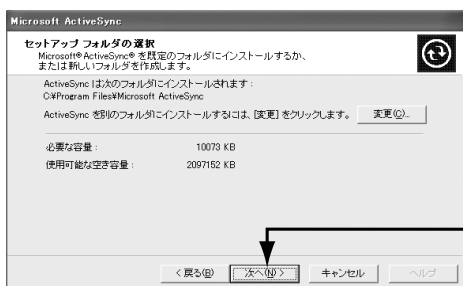 Microsoft ActiveSync
セットアップ フォルダの選択
Microsoft® ActiveSync® を既定のフォルダにインストールするか、
または新しいフォルダを作成します。
ActiveSync は次のフォルダにインストールされます：
C:¥Program Files¥Microsoft ActiveSync
ActiveSync を別のフォルダにインストールするには、[変更] をクリックします。 変更(C)...
必要な容量： 10073 KB
使用可能な空き容量： 2097152 KB
< 戻る(B) 次へ(N) > キャンセル ヘルプ